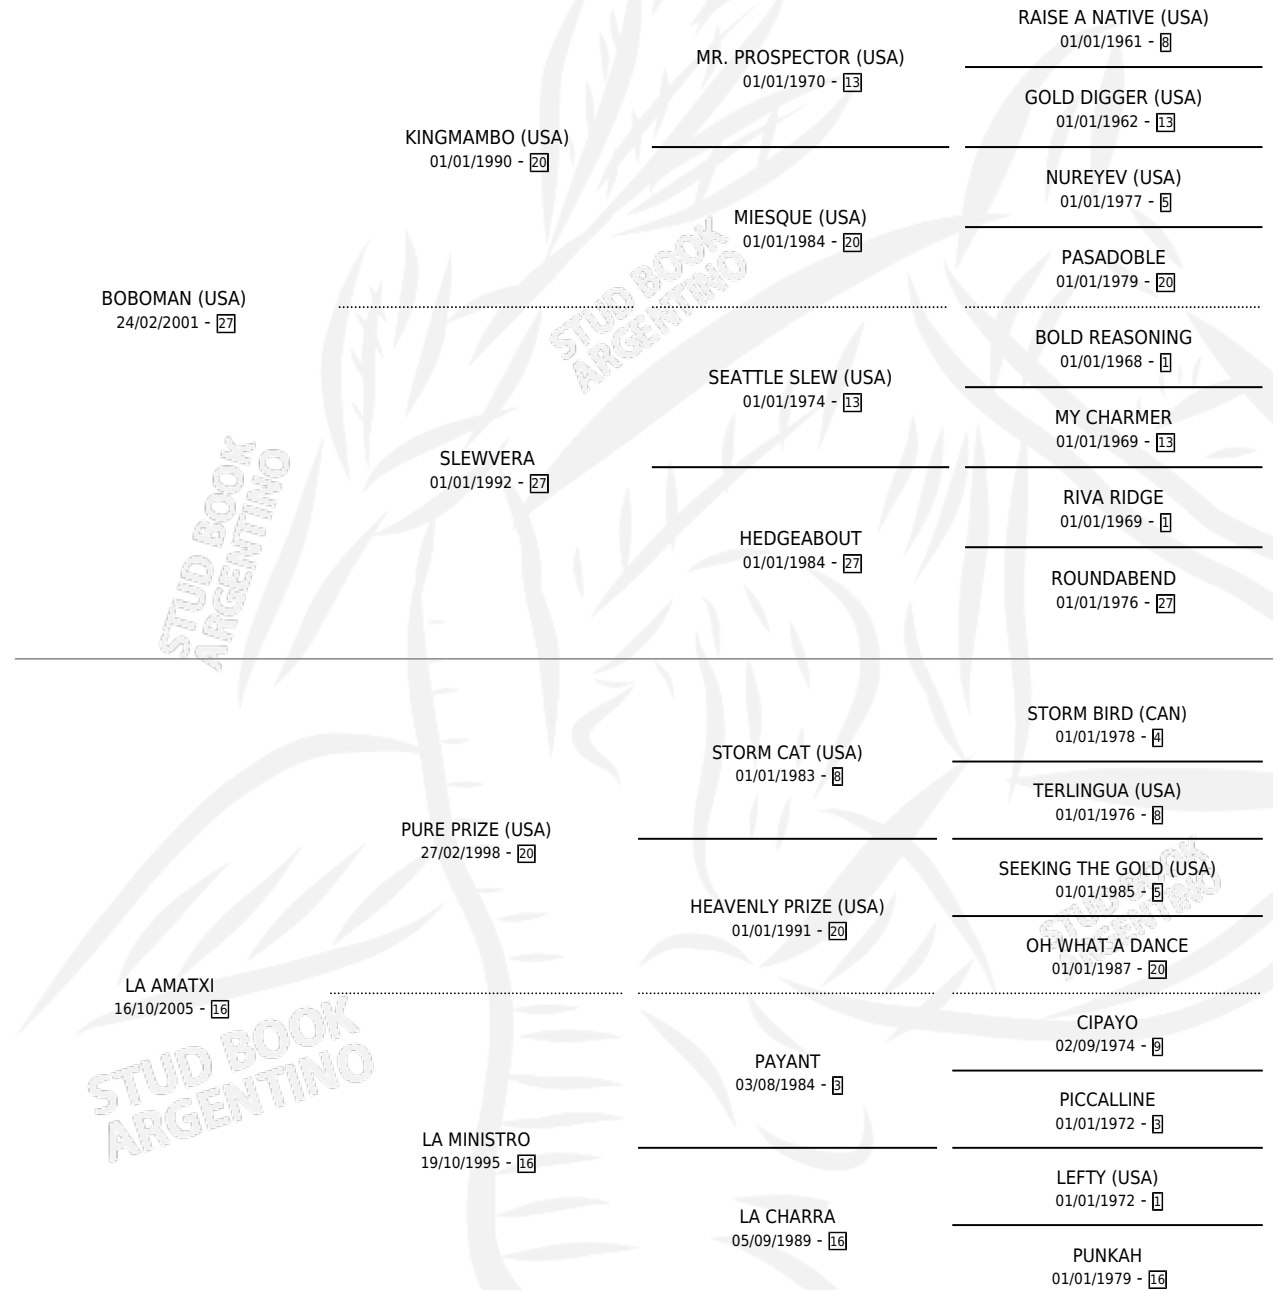 RAISE A NATIVE (USA)
01/01/1961 - 8
MR. PROSPECTOR (USA)
01/01/1970 - 13
GOLD DIGGER (USA)
01/01/1962 - 13
KINGMAMBO (USA)
01/01/1990 - 20
NUREYEV (USA)
01/01/1977 - 5
MIESQUE (USA)
01/01/1984 - 20
PASADOBLE
01/01/1979 - 20
BOBOMAN (USA)
24/02/2001 - 27
BOLD REASONING
01/01/1968 - 1
SEATTLE SLEW (USA)
01/01/1974 - 13
MY CHARMER
01/01/1969 - 13
SLEWVERA
01/01/1992 - 27
RIVA RIDGE
01/01/1969 - 1
HEDGEABOUT
01/01/1984 - 27
ROUNDABEND
01/01/1976 - 27
STORM BIRD (CAN)
01/01/1978 - 4
STORM CAT (USA)
01/01/1983 - 8
TERLINGUA (USA)
01/01/1976 - 8
PURE PRIZE (USA)
27/02/1998 - 20
SEEKING THE GOLD (USA)
01/01/1985 - 5
HEAVENLY PRIZE (USA)
01/01/1991 - 20
OH WHAT A DANCE
01/01/1987 - 20
LA AMATXI
16/10/2005 - 16
CIPAYO
02/09/1974 - 9
PAYANT
03/08/1984 - 3
PICCALLINE
01/01/1972 - 3
LA MINISTRO
19/10/1995 - 16
LEFTY (USA)
01/01/1972 - 1
LA CHARRA
05/09/1989 - 16
PUNKAH
01/01/1979 - 16
STUD BOOK
ARGENTINO
STUD BOOK
ARGENTINO
STUD BOOK
ARGENTINO
STUD BOOK
ARGENTINO